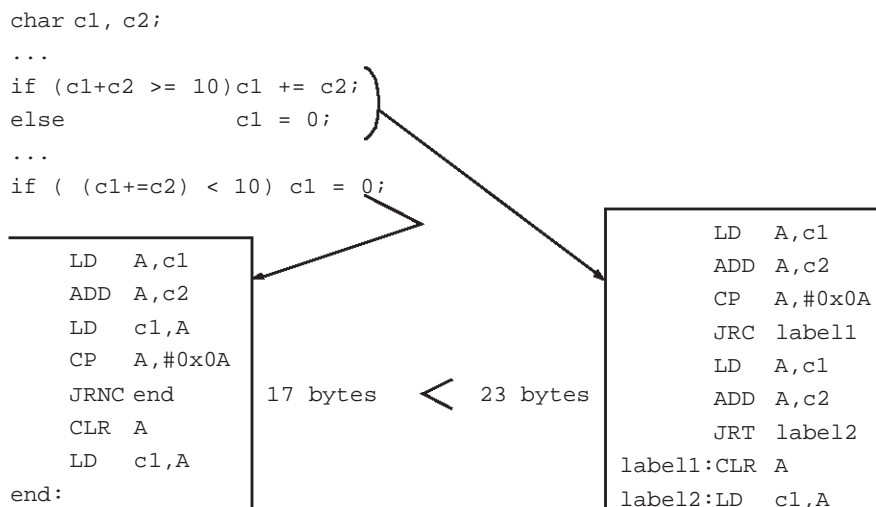 char c1, c2;
...
if (c1+c2 >= 10)c1 += c2;
else c1 = 0;
...
if ( (c1+=c2) < 10) c1 = 0;
LD A,c1
ADD A,c2
LD c1,A
CP A,#0x0A
JRNC end
CLR A
LD c1,A
end:
17 bytes < 23 bytes
LD A,c1
ADD A,c2
CP A,#0x0A
JRC label1
LD A,c1
ADD A,c2
JRT label2
label1:CLR A
label2:LD c1,A